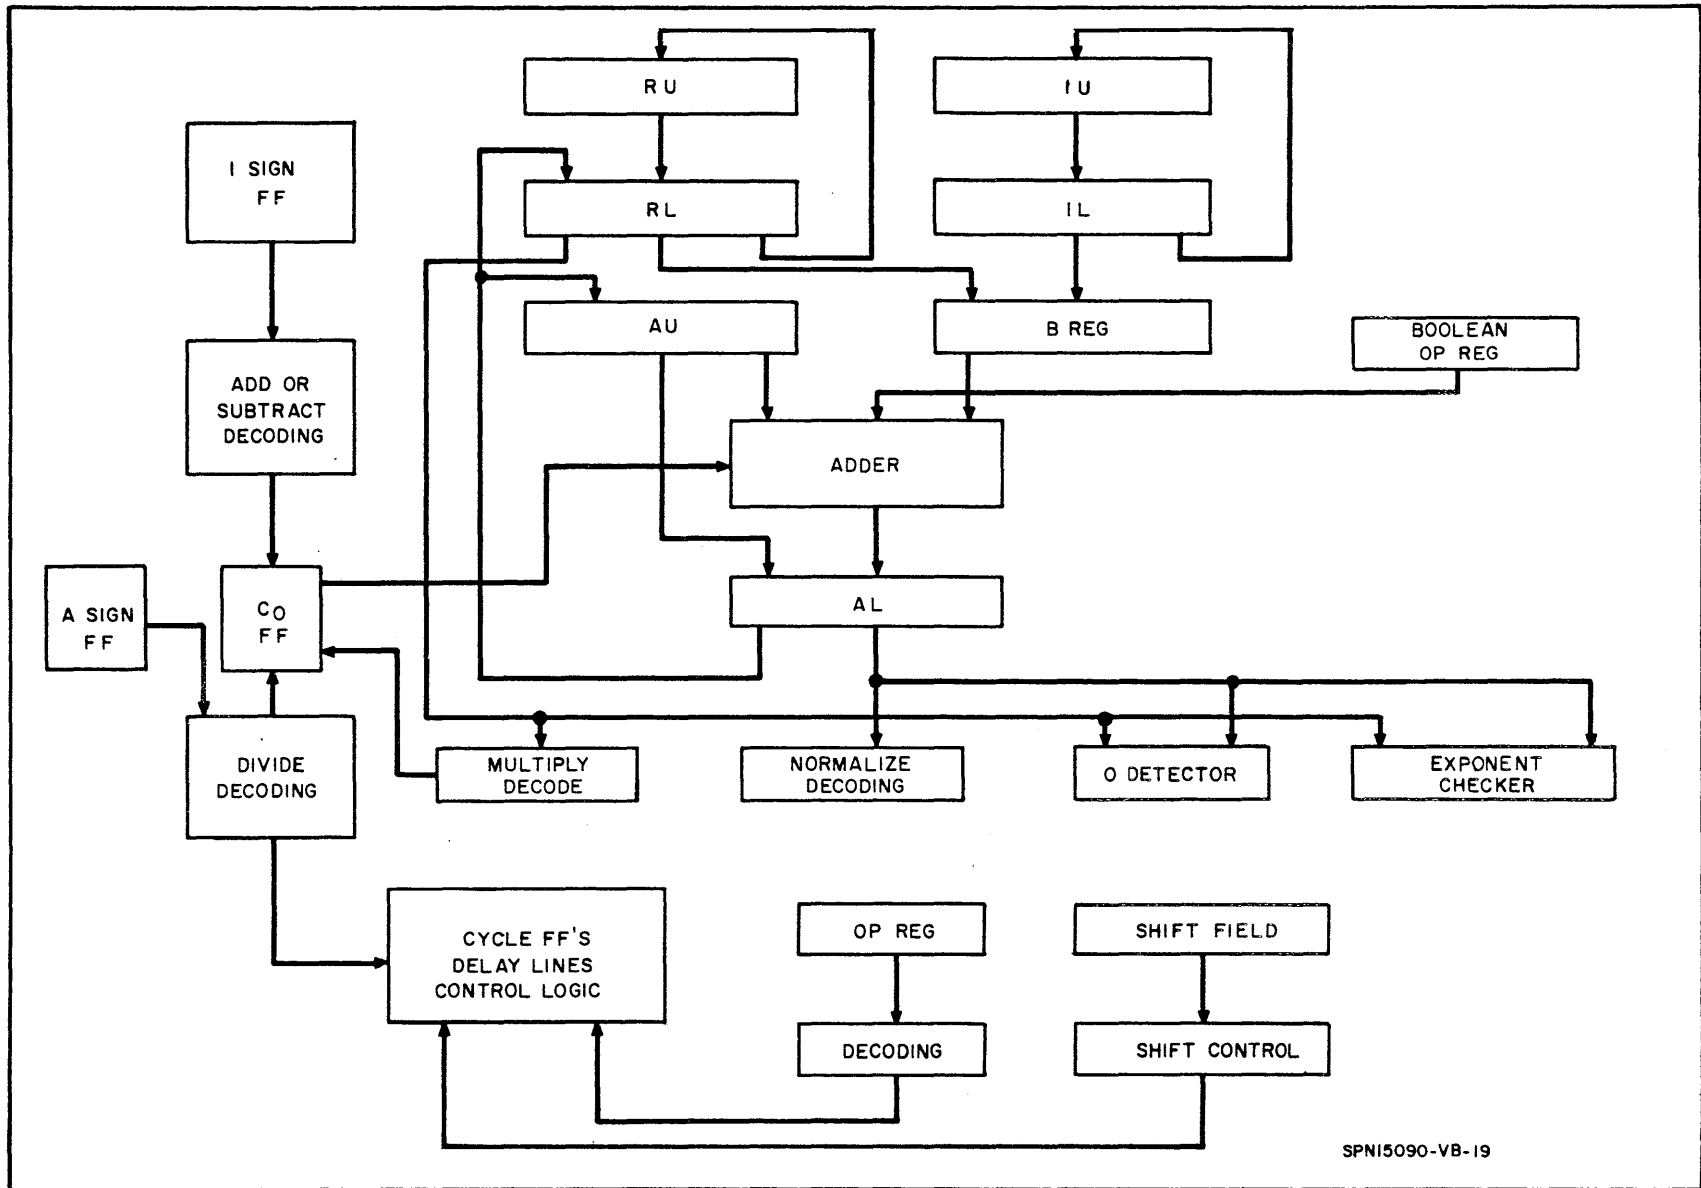 RU
IU
I SIGN
FF
RL
IL
AU
B REG
BOOLEAN
OP REG
ADD OR
SUBTRACT
DECODING
ADDER
A SIGN
FF
CO
FF
AL
DIVIDE
DECODING
MULTIPLY
DECODE
NORMALIZE
DECODING
O DETECTOR
EXPONENT
CHECKER
CYCLE FF'S
DELAY LINES
CONTROL LOGIC
OP REG
SHIFT FIELD
DECODING
SHIFT CONTROL
SPN15090-VB-19